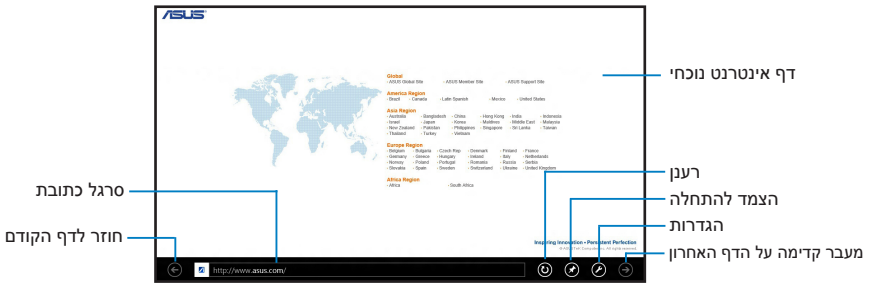 ASUS
Global
- ASUS Global Site - ASUS Member Site - ASUS Support Site
America Region
- Brazil - Canada - Latin Spanish - Mexico - United States
Asia Region
- Australia - Bangladesh - China - Hong Kong - India - Indonesia
- Israel - Japan - Korea - Maldives - Middle East - Malaysia
- New Zealand - Pakistan - Philippines - Singapore - Sri Lanka - Taiwan
- Thailand - Turkey - Vietnam
Europe Region
- Belgium - Bulgaria - Czech Rep - Denmark - Finland - France
- Germany - Greece - Hungary - Ireland - Italy - Netherlands
- Norway - Poland - Portugal - Romania - Russia - Serbia
- Slovakia - Spain - Sweden - Switzerland - Ukraine - United Kingdom
Africa Region
- Africa - South Africa
Inspiring Innovation • Persistent Perfection
http://www.asus.com/
דף אינטרנט נוכחי
רענן
הצמד להתחלה
הגדרות
מעבר קדימה על הדף האחרון
סרגל כתובת
חוזר לדף הקודם